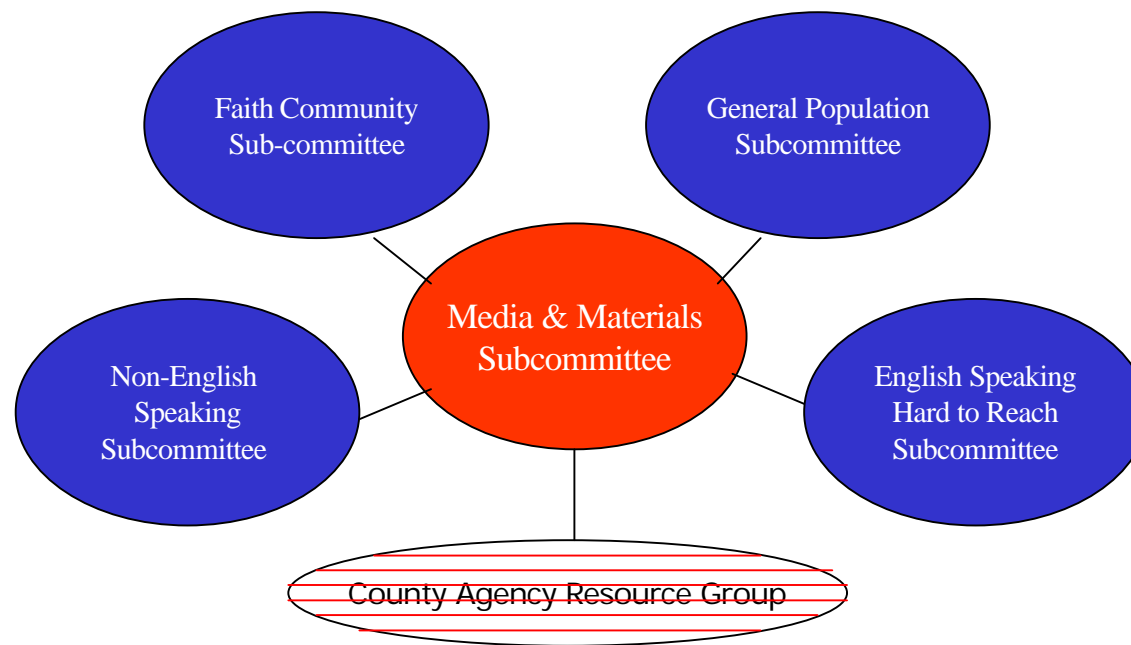 Faith Community
Sub-committee
General Population
Subcommittee
Media & Materials
Subcommittee
Non-English
Speaking
Subcommittee
English Speaking
Hard to Reach
Subcommittee
County Agency Resource Group